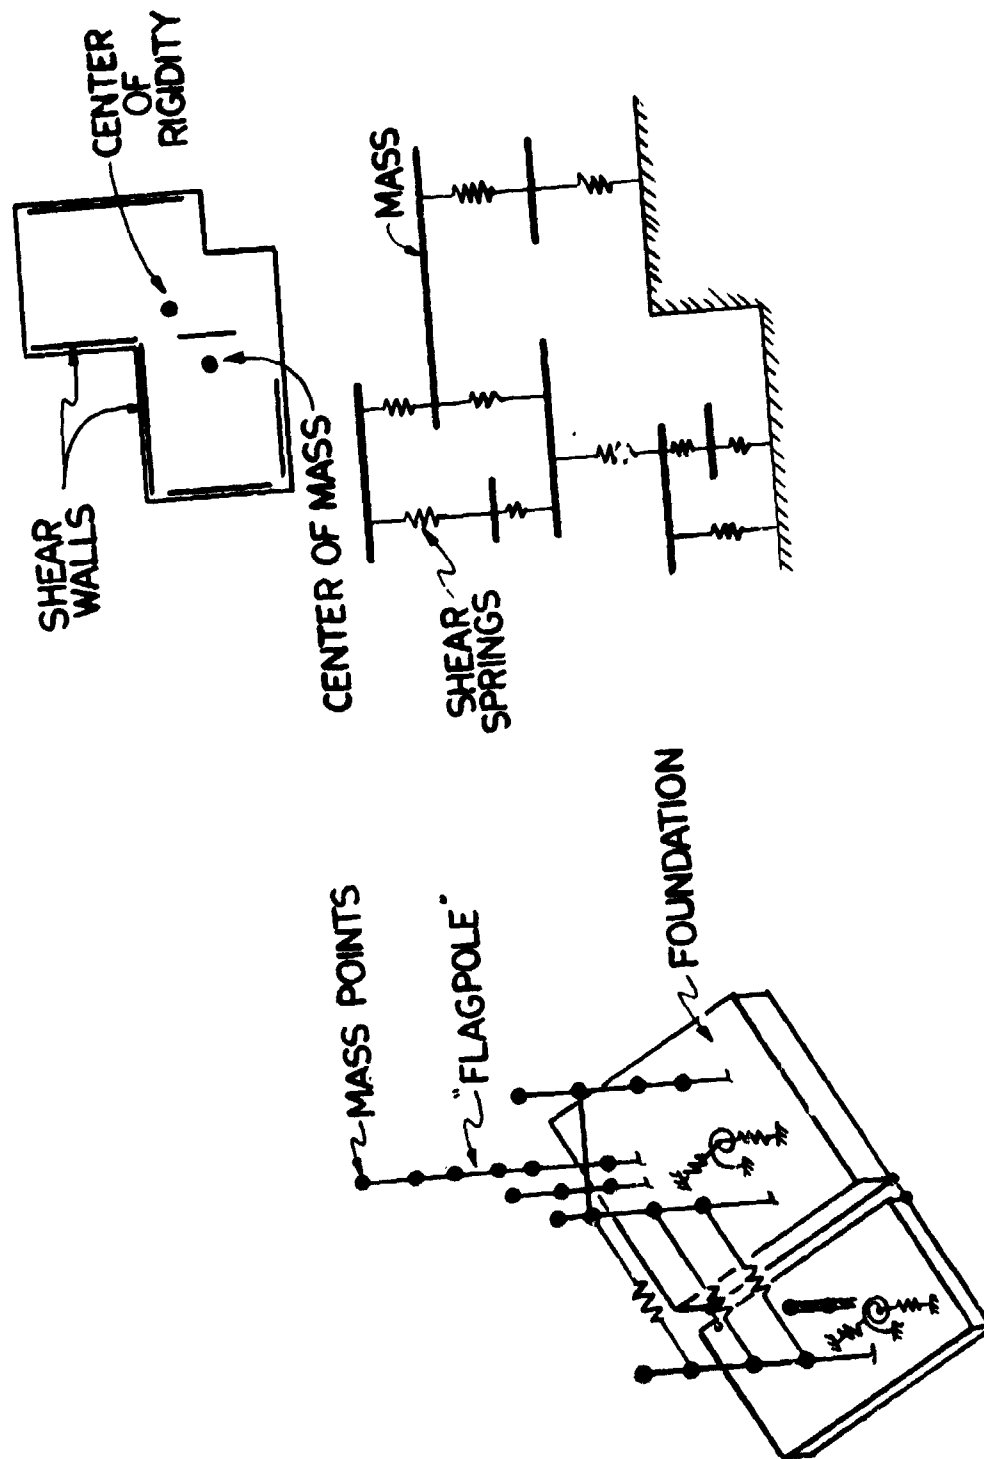 CENTER
OF
RIGIDITY
SHEAR
WALLS
CENTER OF MASS
MASS
SHEAR
SPRINGS
MASS POINTS
"FLAGPOLE"
FOUNDATION